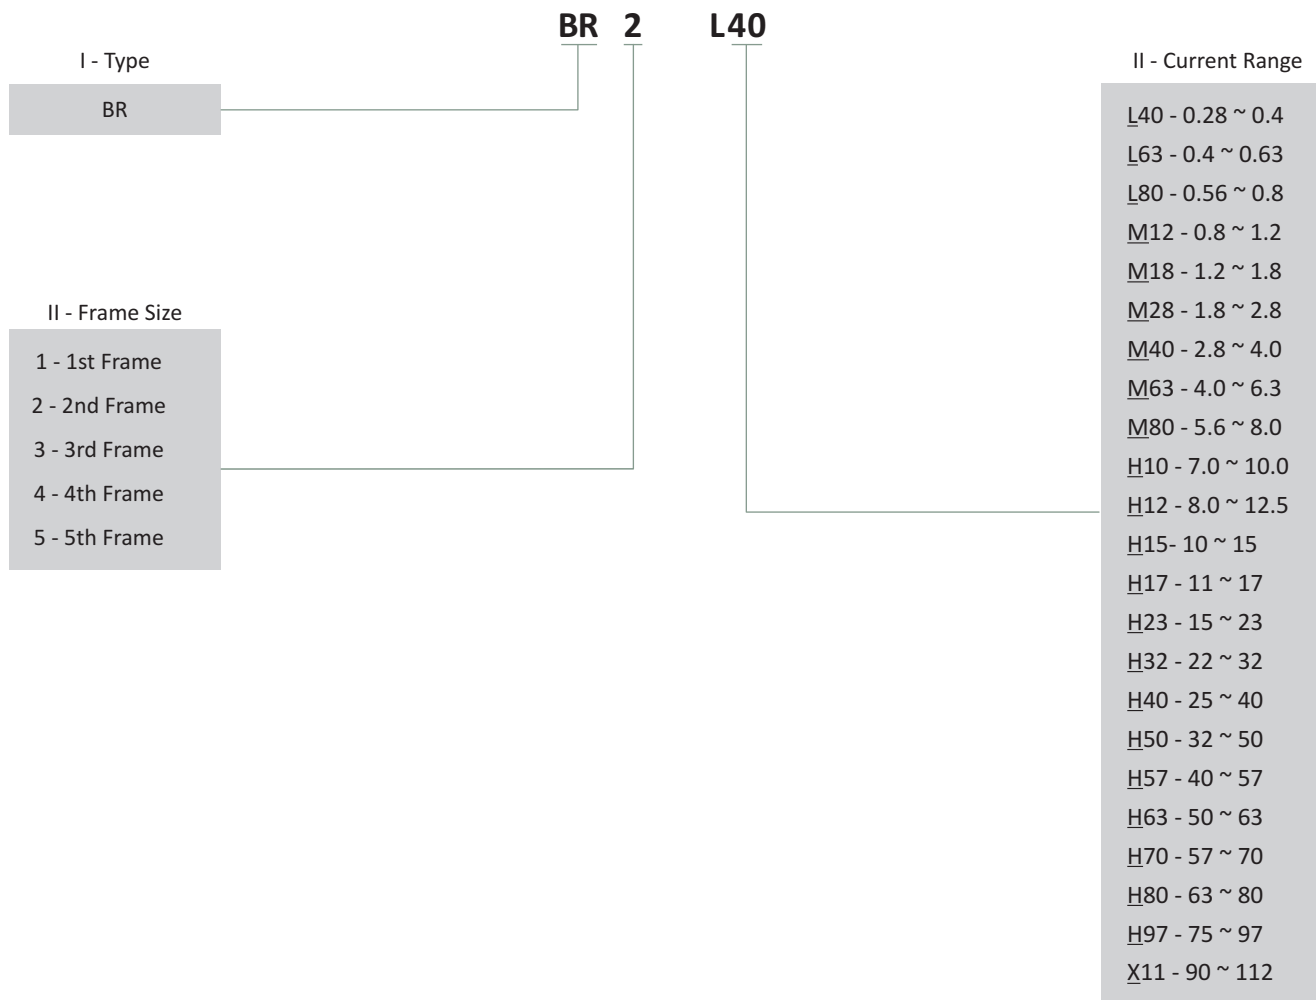 BR 2 L40
I - Type
BR
II - Frame Size
1 - 1st Frame
2 - 2nd Frame
3 - 3rd Frame
4 - 4th Frame
5 - 5th Frame
II - Current Range
L40 - 0.28 ~ 0.4
L63 - 0.4 ~ 0.63
L80 - 0.56 ~ 0.8
M12 - 0.8 ~ 1.2
M18 - 1.2 ~ 1.8
M28 - 1.8 ~ 2.8
M40 - 2.8 ~ 4.0
M63 - 4.0 ~ 6.3
M80 - 5.6 ~ 8.0
H10 - 7.0 ~ 10.0
H12 - 8.0 ~ 12.5
H15- 10 ~ 15
H17 - 11 ~ 17
H23 - 15 ~ 23
H32 - 22 ~ 32
H40 - 25 ~ 40
H50 - 32 ~ 50
H57 - 40 ~ 57
H63 - 50 ~ 63
H70 - 57 ~ 70
H80 - 63 ~ 80
H97 - 75 ~ 97
X11 - 90 ~ 112